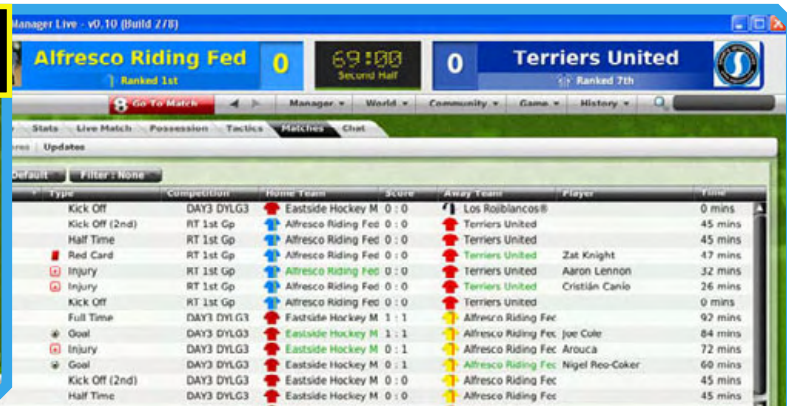 Manager Live - v0.10 (Build 278)
Alfresco Riding Fed 0 69:00 0 Terriers United
Ranked 1st Second Half Ranked 7th
Go To Match Manager World Community Game History
Stats Live Match Possession Tactics Matches Chat
Updates
Default Filter : None
Type Competition Home Team Score Away Team Player Time
Kick Off DAY3 DYLG3 Eastside Hockey M 0 : 0 Los Rojiblancos® 0 mins
Kick Off (2nd) RT 1st Gp Alfresco Riding Fed 0 : 0 Terriers United 45 mins
Half Time RT 1st Gp Alfresco Riding Fed 0 : 0 Terriers United 45 mins
Red Card RT 1st Gp Alfresco Riding Fed 0 : 0 Terriers United Zat Knight 47 mins
Injury RT 1st Gp Alfresco Riding Fed 0 : 0 Terriers United Aaron Lennon 32 mins
Injury RT 1st Gp Alfresco Riding Fed 0 : 0 Terriers United Cristián Canío 26 mins
Kick Off RT 1st Gp Alfresco Riding Fed 0 : 0 Terriers United 0 mins
Full Time DAY3 DYLG3 Eastside Hockey M 1 : 1 Alfresco Riding Fec 92 mins
Goal DAY3 DYLG3 Eastside Hockey M 1 : 1 Alfresco Riding Fec Joe Cole 84 mins
Injury DAY3 DYLG3 Eastside Hockey M 0 : 1 Alfresco Riding Fec Arouca 72 mins
Goal DAY3 DYLG3 Eastside Hockey M 0 : 1 Alfresco Riding Fec Nigel Reo-Coker 60 mins
Kick Off (2nd) DAY3 DYLG3 Eastside Hockey M 0 : 0 Alfresco Riding Fec 45 mins
Half Time DAY3 DYLG3 Eastside Hockey M 0 : 0 Alfresco Riding Fec 45 mins